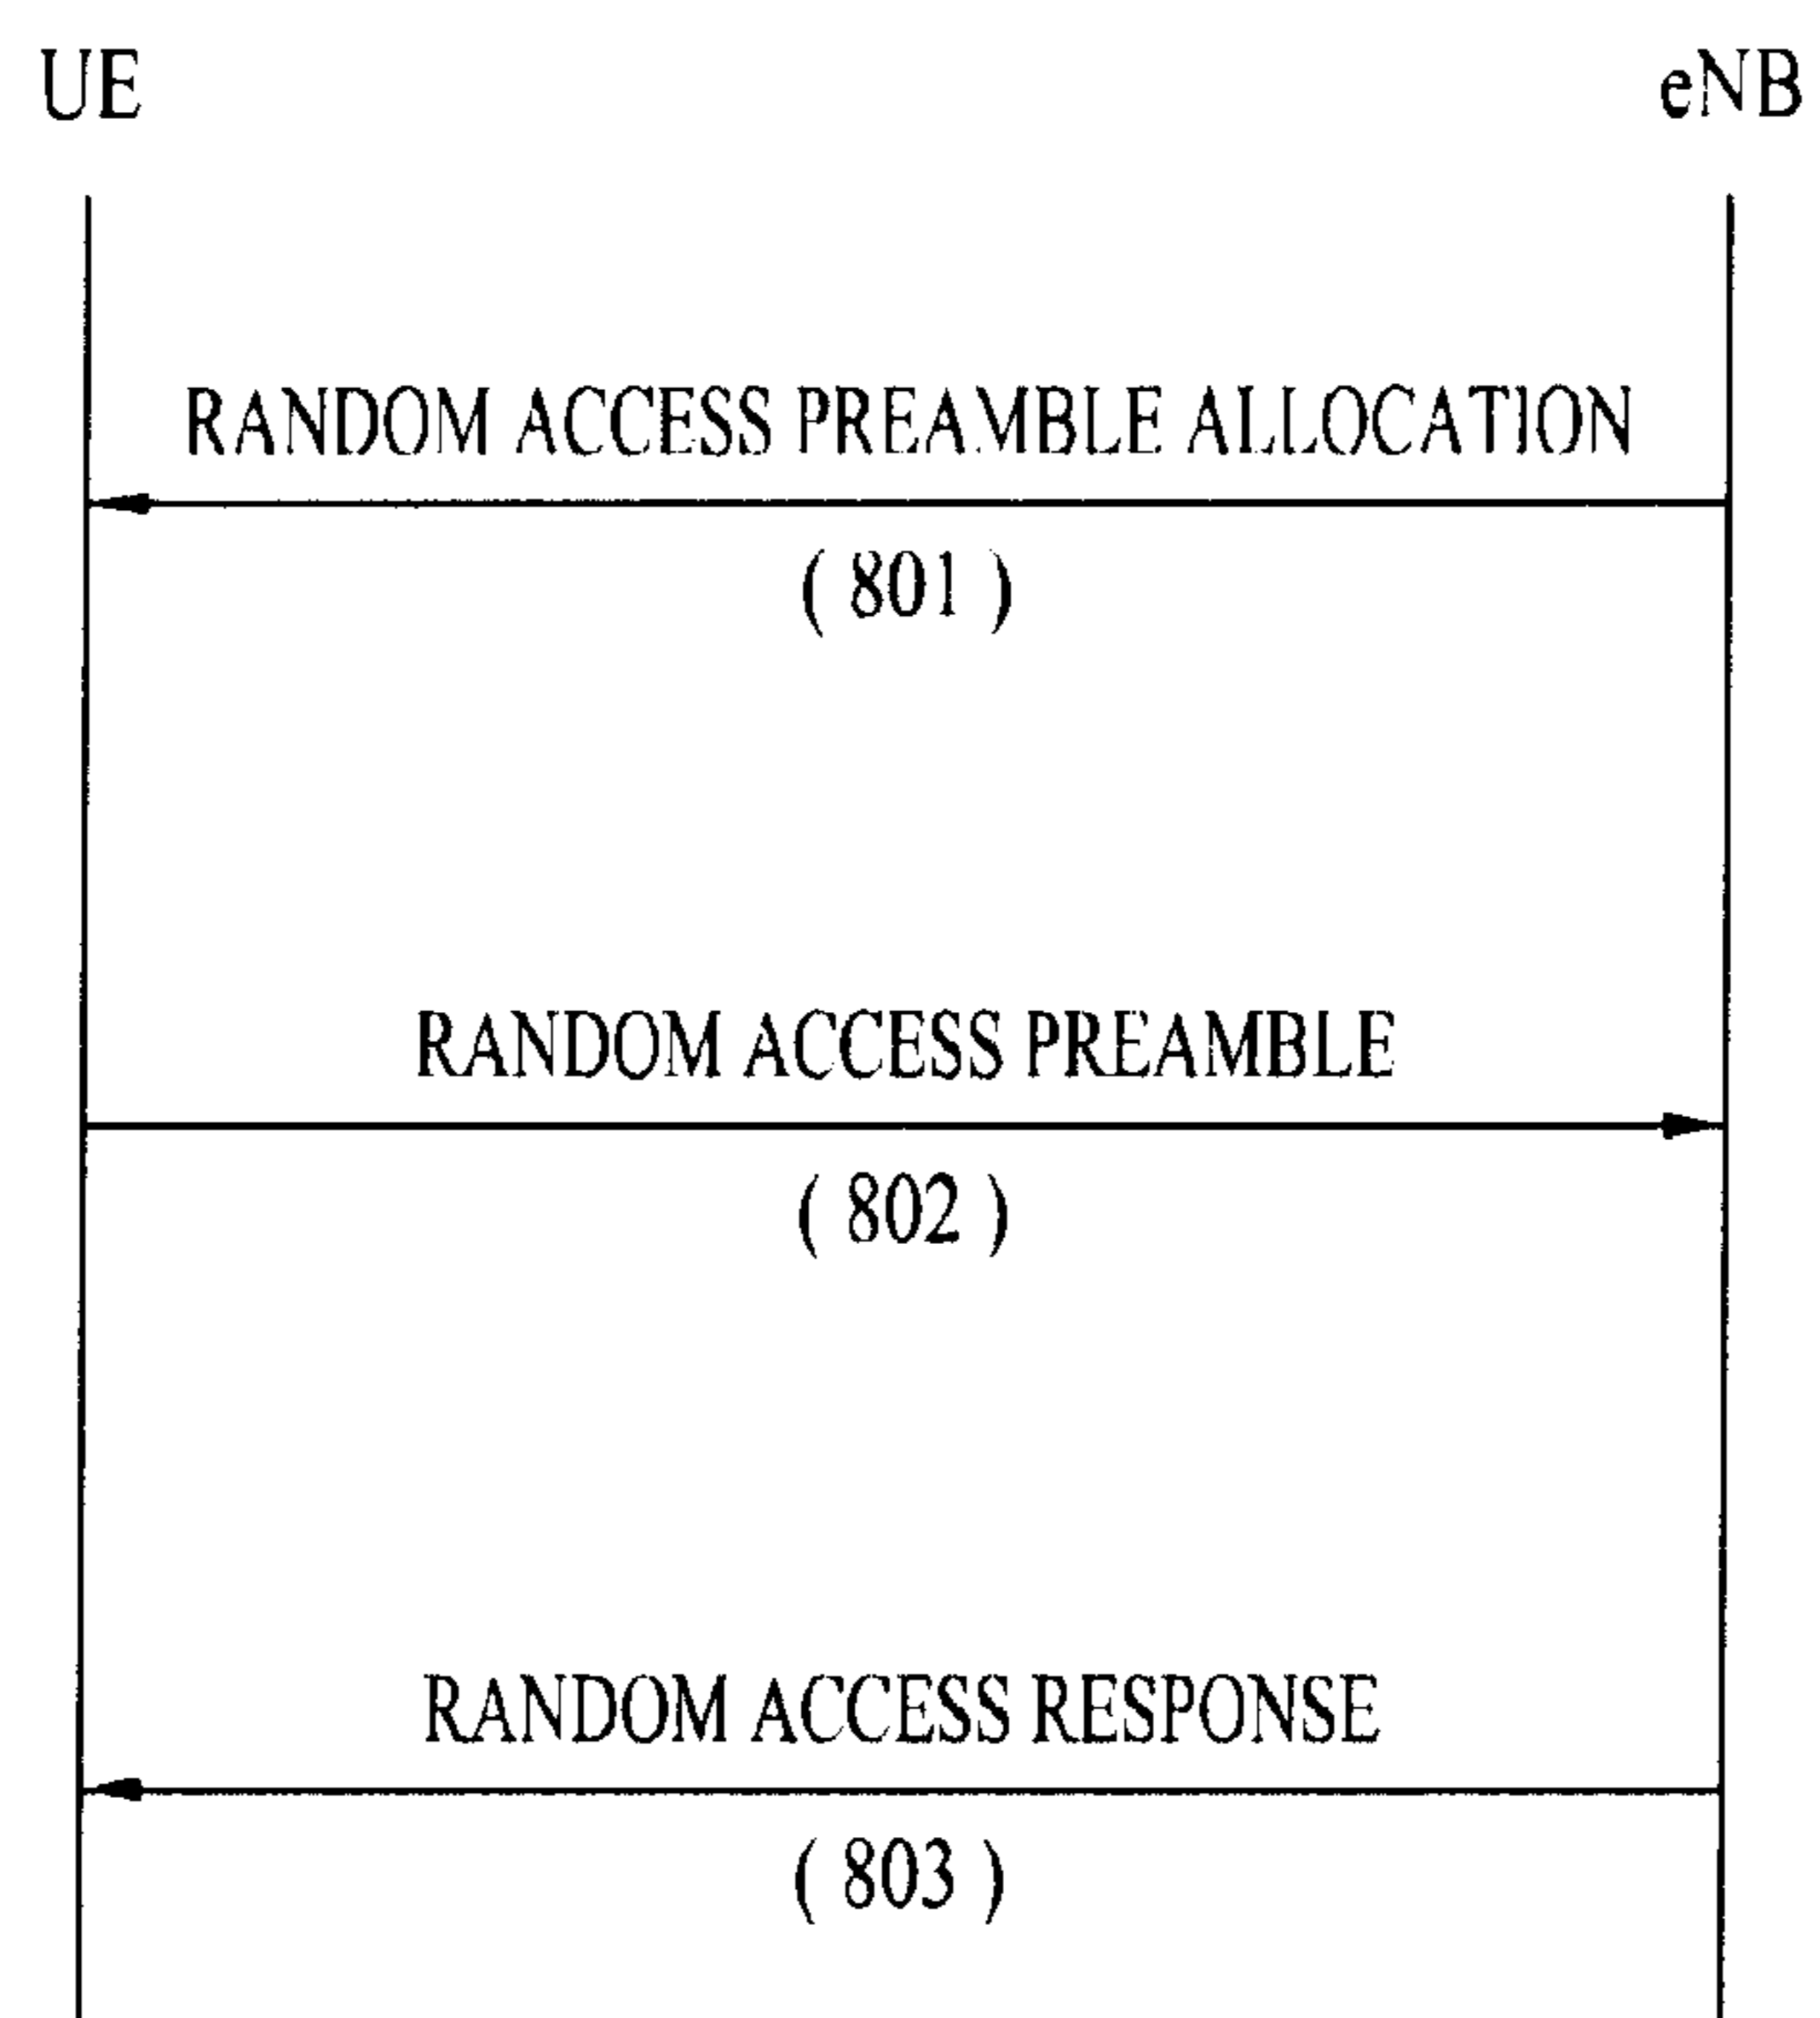 UE eNB
RANDOM ACCESS PREAMBLE ALLOCATION
( 801 )
RANDOM ACCESS PREAMBLE
( 802 )
RANDOM ACCESS RESPONSE
( 803 )